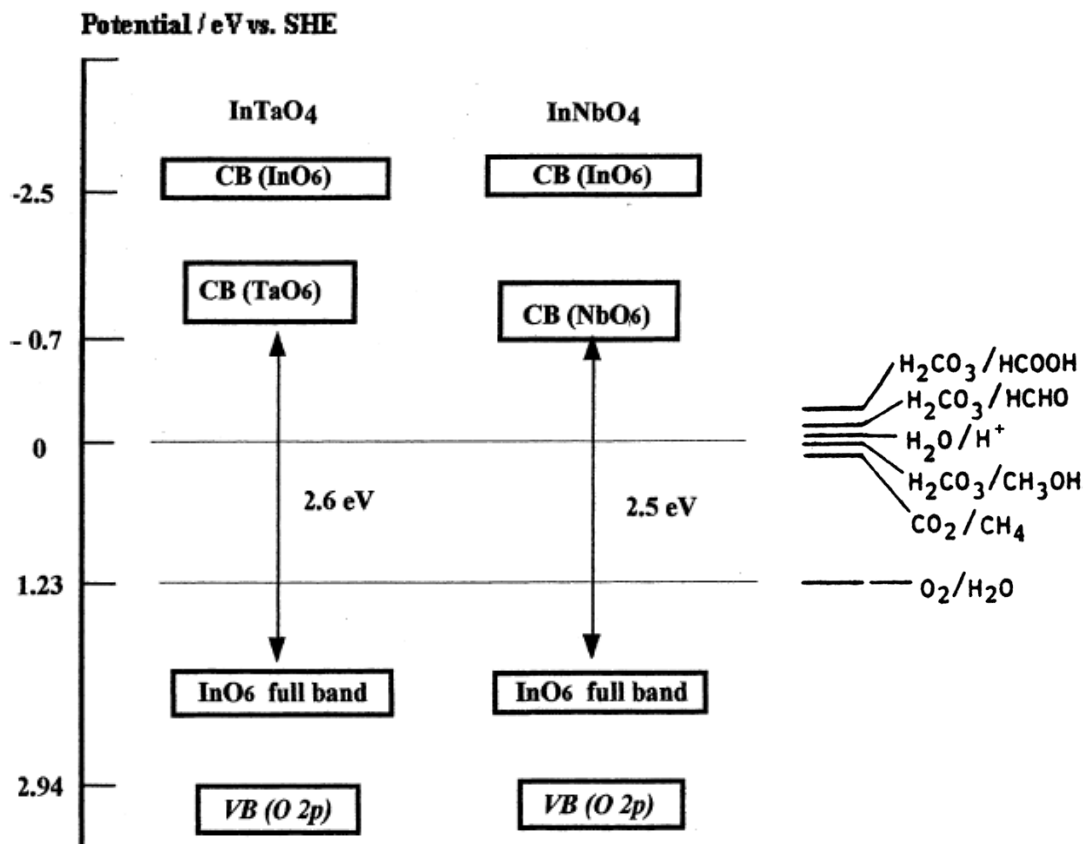 Potential / eV vs. SHE
InTaO4
InNbO4
CB (InO6)
CB (InO6)
-2.5
CB (TaO6)
CB (NbO6)
- 0.7
H2CO3/HCOOH
H2CO3/HCHO
H2O/H+
0
H2CO3/CH3OH
2.6 eV
2.5 eV
CO2/CH4
1.23
O2/H2O
InO6 full band
InO6 full band
2.94
VB (O 2p)
VB (O 2p)